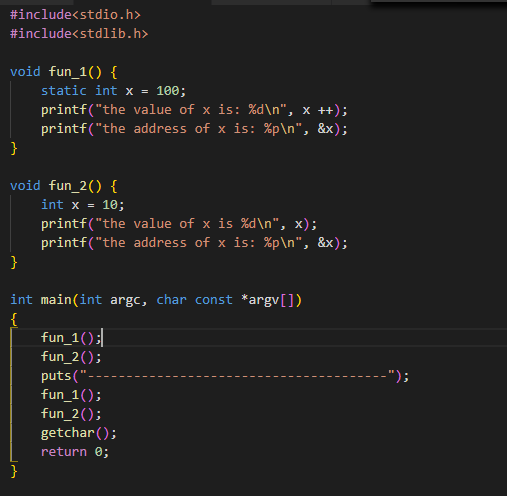 #include<stdio.h>
#include<stdlib.h>

void fun_1() {
    static int x = 100;
    printf("the value of x is: %d\n", x ++);
    printf("the address of x is: %p\n", &x);
}

void fun_2() {
    int x = 10;
    printf("the value of x is %d\n", x);
    printf("the address of x is: %p\n", &x);
}

int main(int argc, char const *argv[])
{
    fun_1();
    fun_2();
    puts("---------------------------------------");
    fun_1();
    fun_2();
    getchar();
    return 0;
}